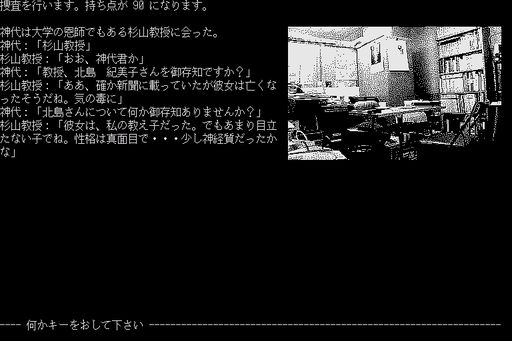 捜査を行います。持ち点が 90 になります。
神代は大学の恩師でもある杉山教授に会った。
神代：「杉山教授」
杉山教授：「おお、神代君か」
神代：「教授、北島　紀美子さんを御存知ですか？」
杉山教授：「ああ、確か新聞に載っていたが彼女は亡くな
ったそうだね。気の毒に」
神代：「北島さんについて何か御存知ありませんか？」
杉山教授：「彼女は、私の教え子だった。でもあまり目立
たない子でね。性格は真面目で・・・少し神経質だったか
な」
---- 何かキーをおして下さい ------------------------------------------------------------------